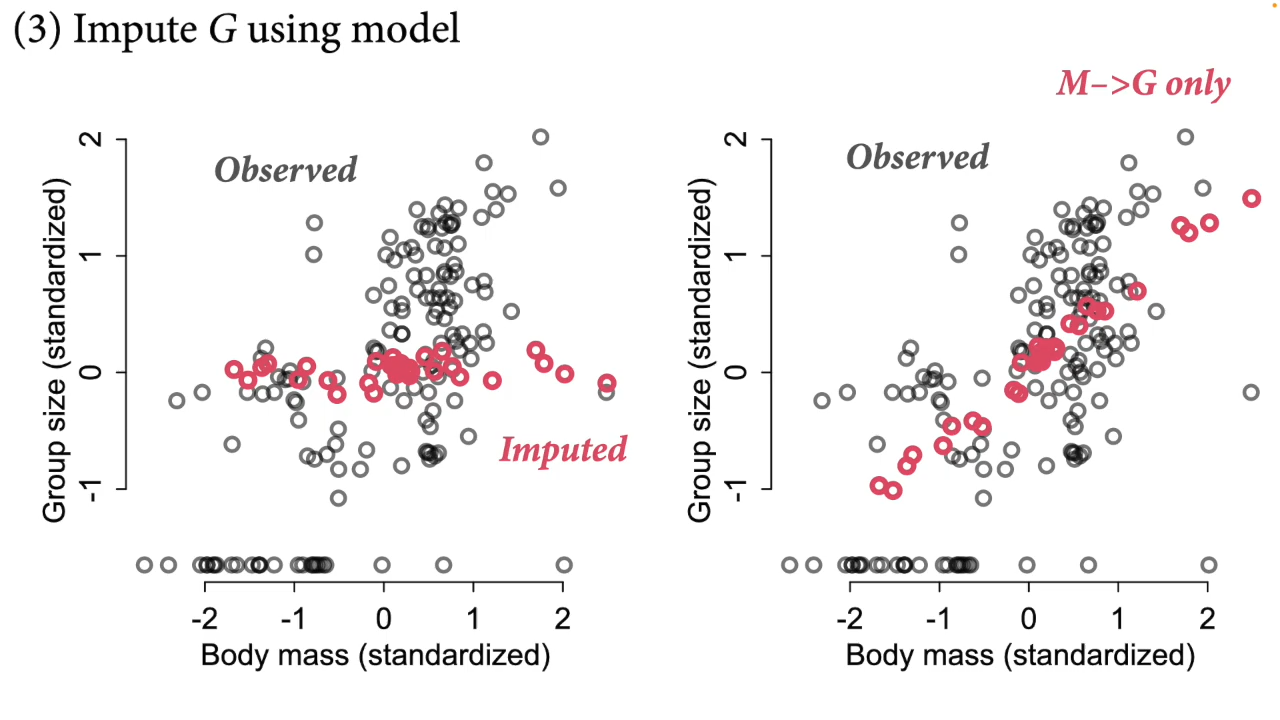 (3) Impute G using model
M–>G only
Observed
Imputed
Group size (standardized)
2
1
0
-1
-2
-1
0
1
2
Body mass (standardized)
Observed
Group size (standardized)
2
1
0
-1
-2
-1
0
1
2
Body mass (standardized)